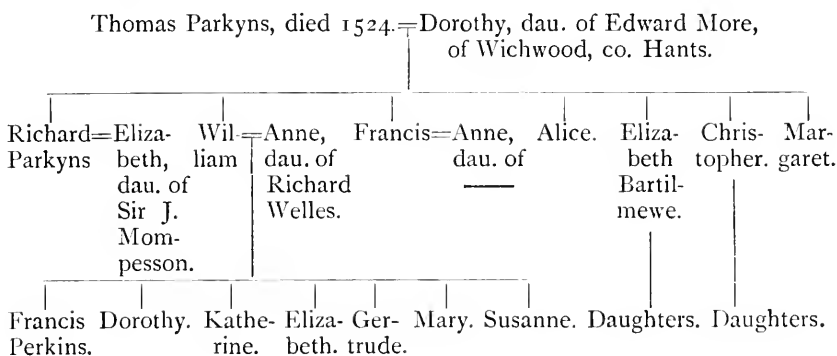 Thomas Parkyns, died 1524.=Dorothy, dau. of Edward More,
of Wichwood, co. Hants.
Richard=Eliza- Wil-=Anne, Francis=Anne, Alice. Eliza- Chris- Mar-
Parkyns beth, liam dau. of dau. of beth topher. garet.
dau. of Richard —— Bartil-
Sir J. Welles. mewe.
Mom-
pesson.
Francis Dorothy. Kathe- Eliza- Ger- Mary. Susanne. Daughters. Daughters.
Perkins. rine. beth. trude.